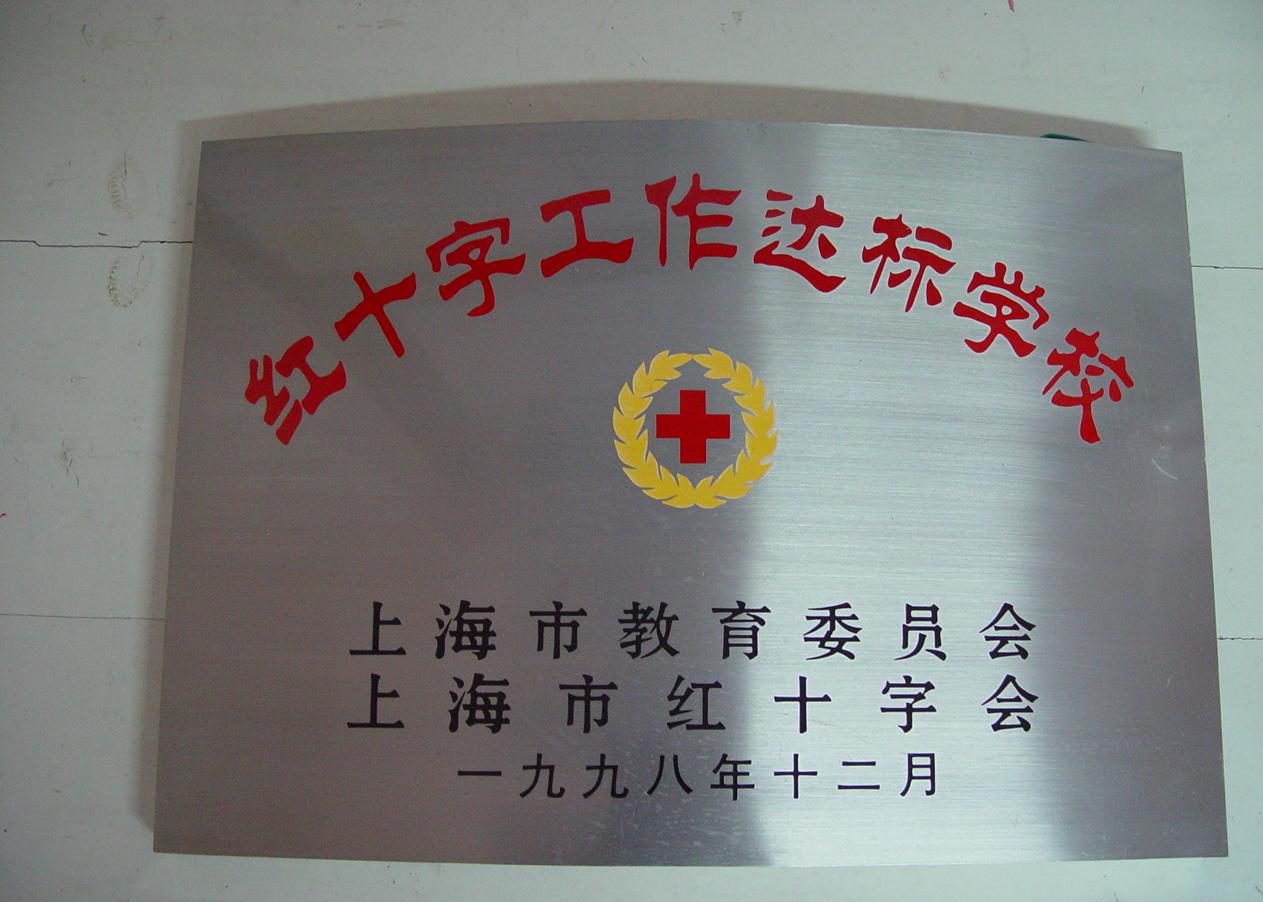 红十字工作达标学校
上海市教育委员会
上海市红十字会
一九九八年十二月